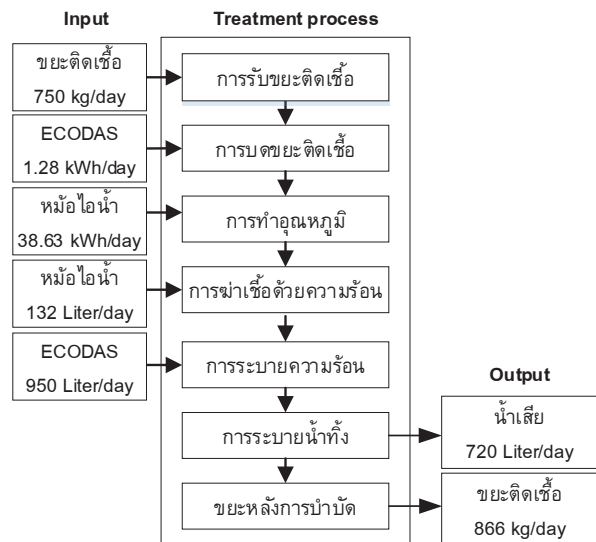 Input
Treatment process
ขยะติดเชื้อ
750 kg/day
การรับขยะติดเชื้อ
ECODAS
1.28 kWh/day
การบดขยะติดเชื้อ
หม้อไอน้ำ
38.63 kWh/day
การทำอุณหภูมิ
หม้อไอน้ำ
132 Liter/day
การฆ่าเชื้อด้วยความร้อน
ECODAS
950 Liter/day
การระบายความร้อน
Output
การระบายน้ำทิ้ง
น้ำเสีย
720 Liter/day
ขยะหลังการบำบัด
ขยะติดเชื้อ
866 kg/day